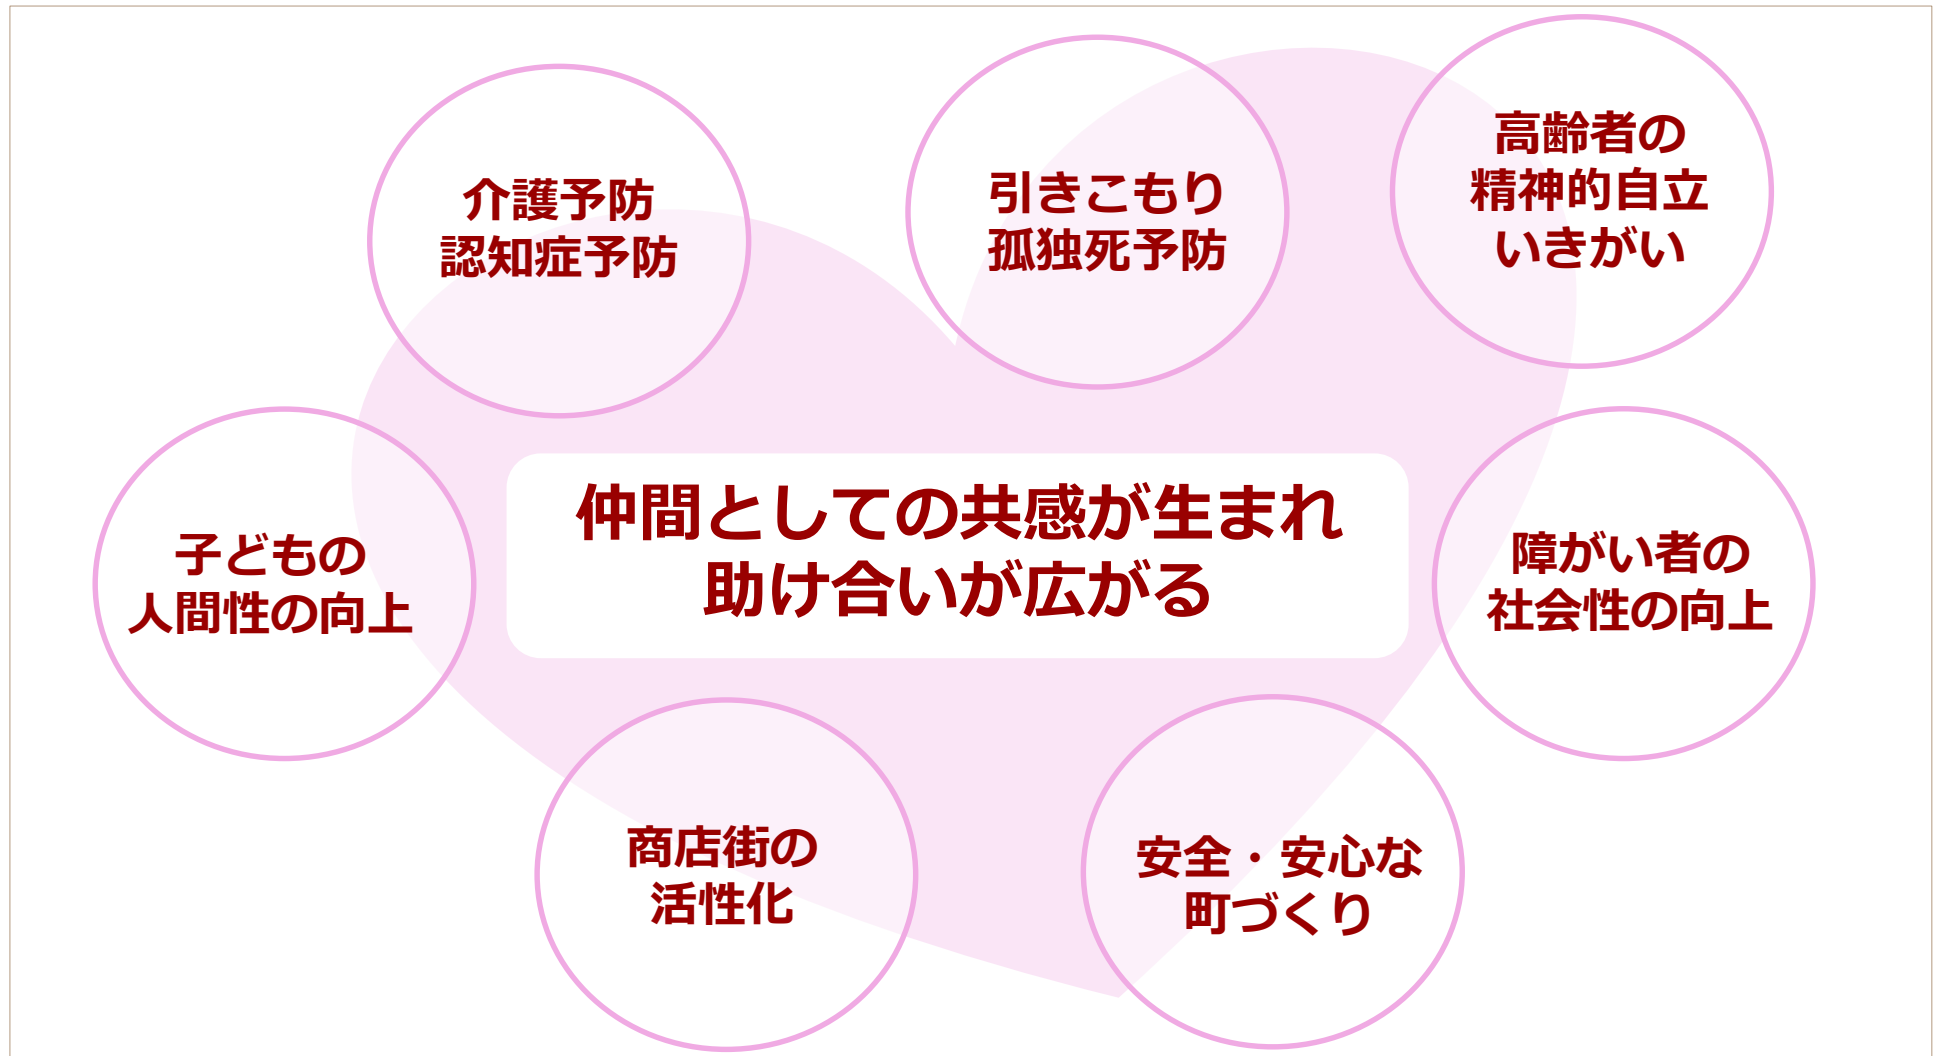 介護予防
認知症予防
引きこもり
孤独死予防
高齢者の
精神的自立
いきがい
子どもの
人間性の向上
仲間としての共感が生まれ
助け合いが広がる
障がい者の
社会性の向上
商店街の
活性化
安全・安心な
町づくり